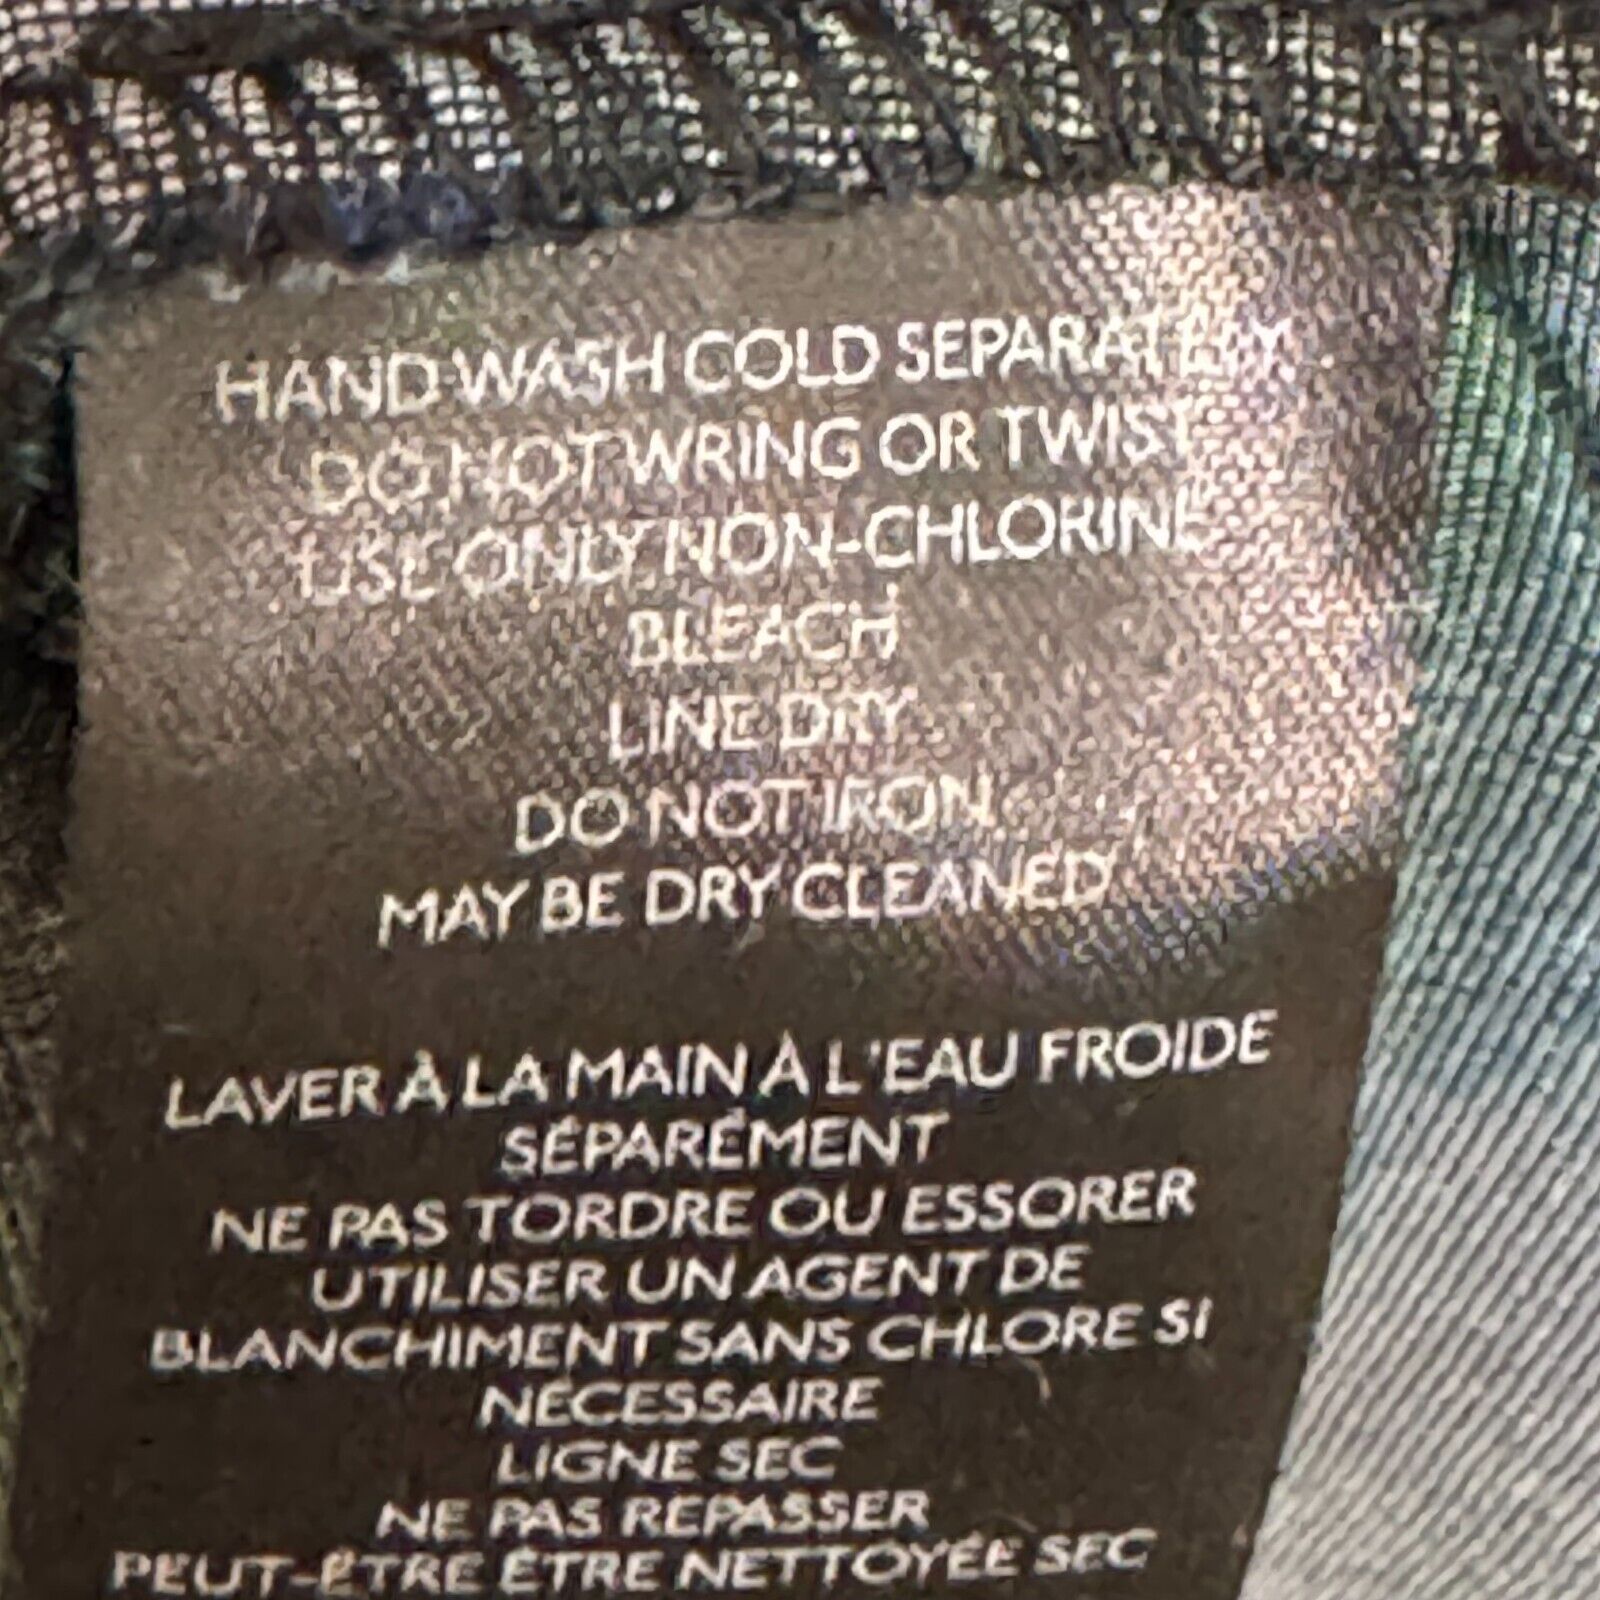 HAND WASH COLD SEPARATELY
DO NOT WRING OR TWIST
USE ONLY NON-CHLORINE
BLEACH
LINE DRY
DO NOT IRON
MAY BE DRY CLEANED
LAVER À LA MAIN À L'EAU FROIDE
SÉPARÉMENT
NE PAS TORDRE OU ESSORER
UTILISER UN AGENT DE
BLANCHIMENT SANS CHLORE SI
NÉCESSAIRE
LIGNE SEC
NE PAS REPASSER
PEUT-ÊTRE ÊTRE NETTOYÉE SEC